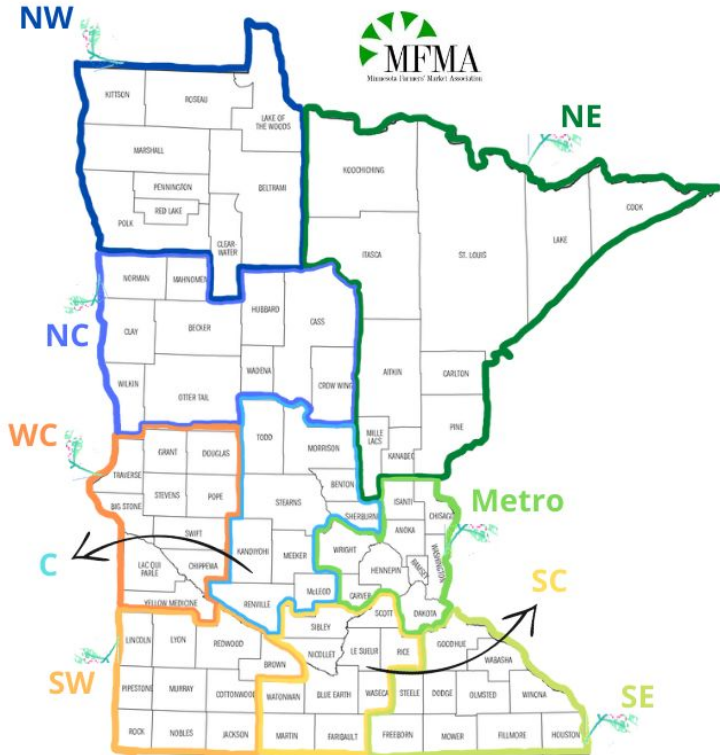 NW
MFMA
Minnesota Farmers' Market Association
KITTSON
ROSEAU
LAKE OF
THE WOODS
NE
MARSHALL
KOOCHICHING
PENNINGTON
BELTRAMI
RED LAKE
POLK
COOK
CLEAR-
WATER
ITASCA
ST. LOUIS
LAKE
NORMAN
MAHNOMEN
NC
HUBBARD
CASS
CLAY
BECKER
AITKIN
CARLTON
WADENA
CROW WING
WILKIN
OTTER TAIL
PINE
WC
TODD
MILLE
LACS
GRANT
DOUGLAS
MORRISON
KANABEC
TRAVERSE
BENTON
STEVENS
POPE
ISANTI
Metro
BIG STONE
STEARNS
CHISAGO
SHERBURNE
ANOKA
SWIFT
WRIGHT
C
KANDIYOHI
WASHINGTON
LAC QUI
PARLE
CHIPPEWA
MEEKER
HENNEPIN
RAMSEY
SC
McLEOD
CARVER
YELLOW MEDICINE
RENVILLE
SCOTT
DAKOTA
SIBLEY
LINCOLN
LYON
REDWOOD
NICOLLET
LE SUEUR
RICE
GOODHUE
BROWN
WABASHA
SW
PIPESTONE
MURRAY
COTTONWOOD
WATONWAN
BLUE EARTH
WADECA
STEELE
DODGE
OLMSTED
WINONA
SE
ROCK
NOBLES
JACKSON
MARTIN
FARIBAULT
FREEBORN
MOWER
FILLMORE
HOUSTON